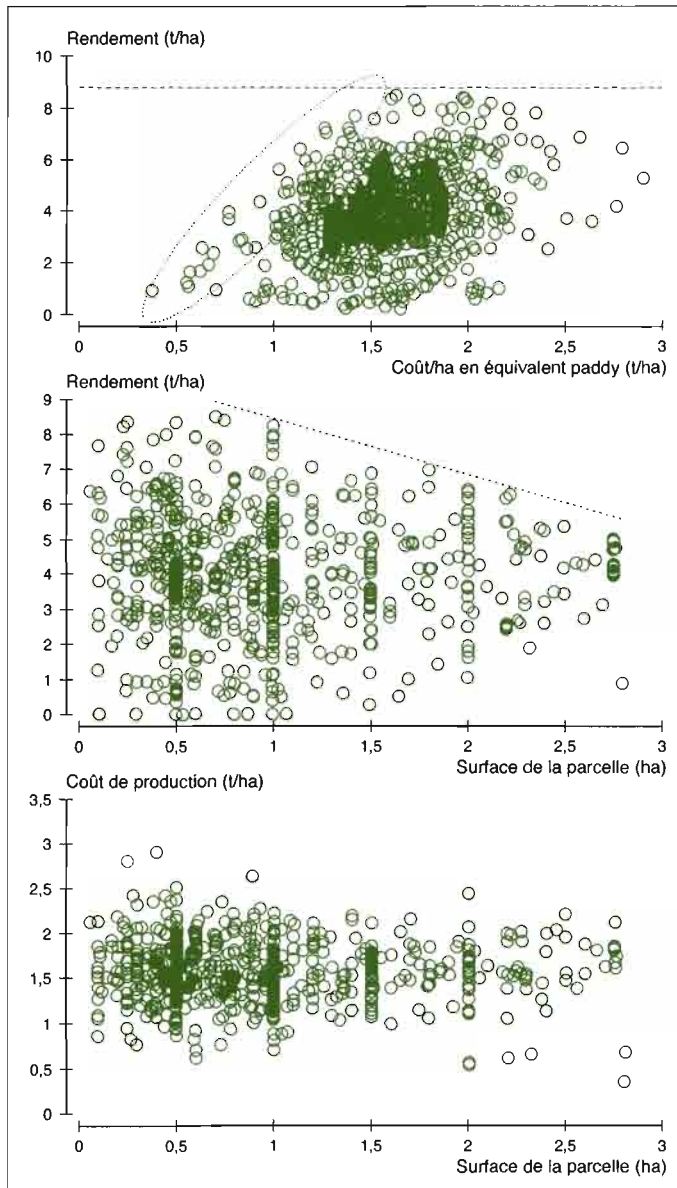 Rendement (t/ha)
10
8
6
4
2
0
0 0,5 1 1,5 2 2,5 3
Coût/ha en équivalent paddy (t/ha)
Rendement (t/ha)
9
8
7
6
5
4
3
2
1
0
0 0,5 1 1,5 2 2,5 3
Surface de la parcelle (ha)
Coût de production (t/ha)
3,5
3
2,5
2
1,5
1
0,5
0
0 0,5 1 1,5 2 2,5 3
Surface de la parcelle (ha)